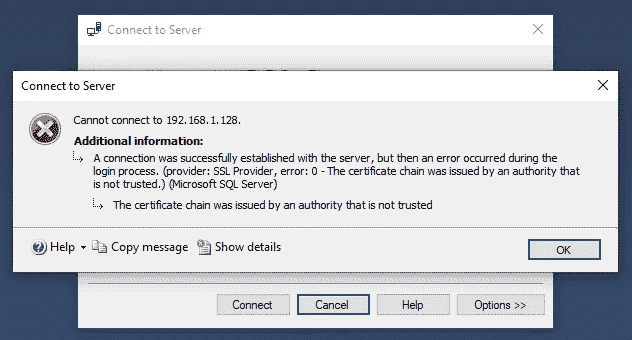 Connect to Server
Connect to Server
Cannot connect to 192.168.1.128.
Additional information:
A connection was successfully established with the server, but then an error occurred during the
login process. (provider: SSL Provider, error: 0 - The certificate chain was issued by an authority that
is not trusted.) (Microsoft SQL Server)
The certificate chain was issued by an authority that is not trusted
Help Copy message Show details OK
Connect Cancel Help Options >>